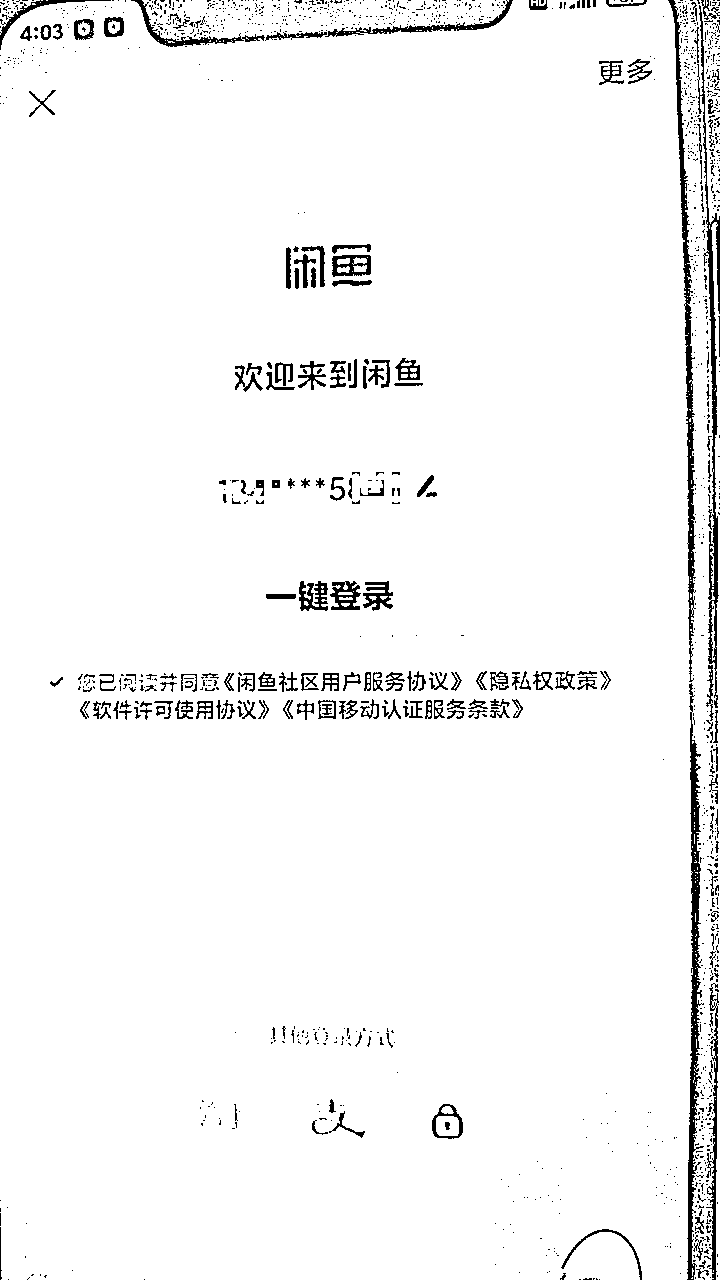 4:03
更多
闲鱼
欢迎来到闲鱼
一键登录
您已阅读并同意《闲鱼社区用户服务协议》《隐私权政策》
《软件许可使用协议》《中国移动认证服务条款》
其他登录方式